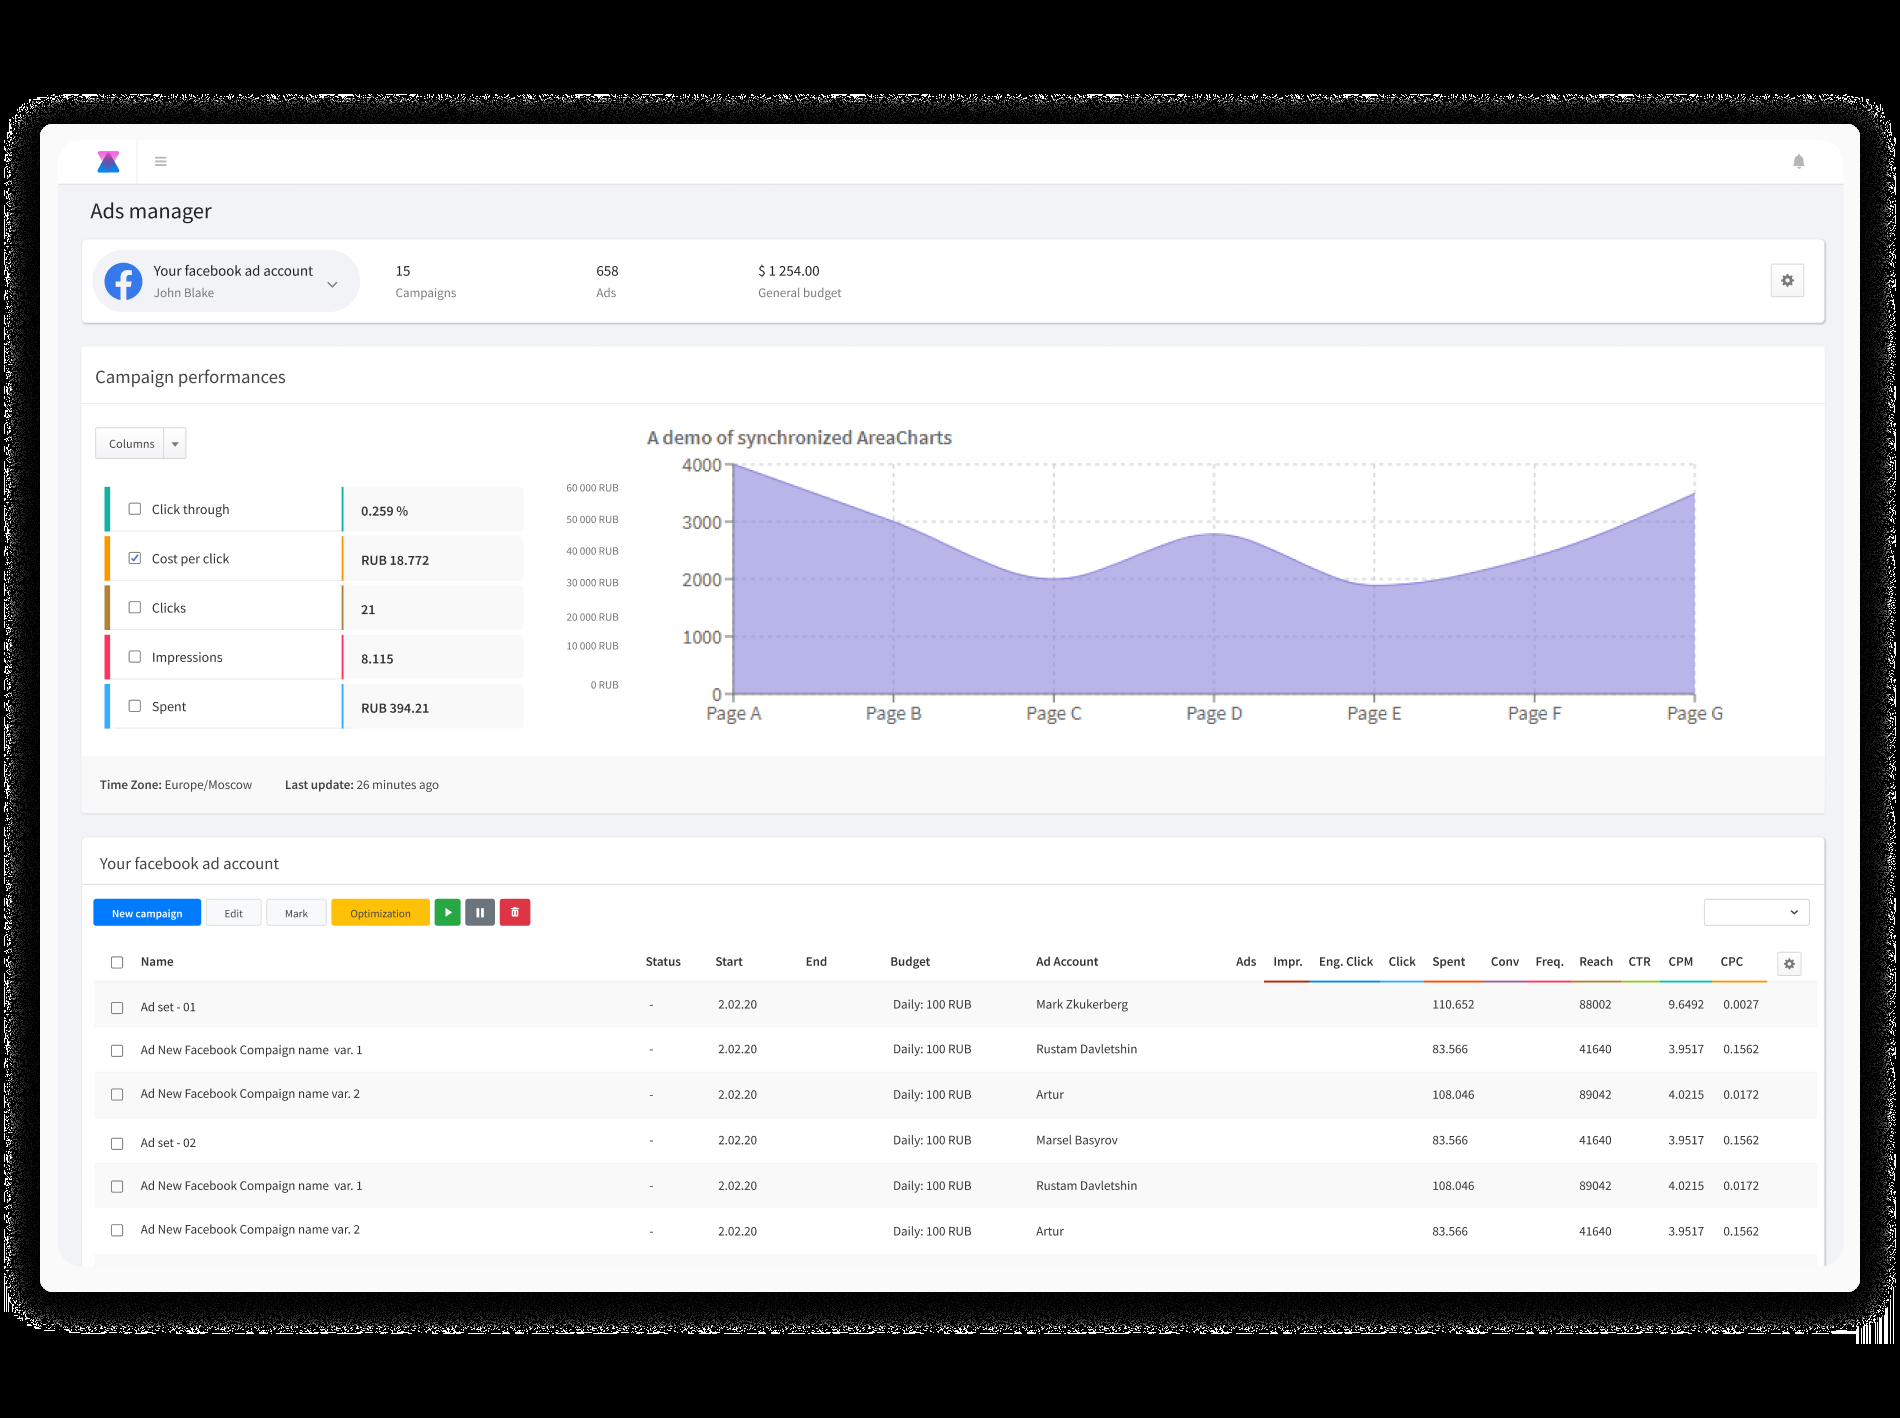 Ads manager
Your facebook ad account
John Blake
15
Campaigns
658
Ads
$ 1 254.00
General budget
Campaign performances
Columns
Click through
0.259 %
Cost per click
RUB 18.772
Clicks
21
Impressions
8.115
Spent
RUB 394.21
60 000 RUB
50 000 RUB
40 000 RUB
30 000 RUB
20 000 RUB
10 000 RUB
0 RUB
A demo of synchronized AreaCharts
4000
3000
2000
1000
0
Page A Page B Page C Page D Page E Page F Page G
Time Zone: Europe/Moscow Last update: 26 minutes ago
Your facebook ad account
New campaign Edit Mark Optimization
Name Status Start End Budget Ad Account Ads Impr. Eng. Click Click Spent Conv Freq. Reach CTR CPM CPC
Ad set - 01 - 2.02.20 Daily: 100 RUB Mark Zkukerberg 110.652 88002 9.6492 0.0027
Ad New Facebook Compaign name var. 1 - 2.02.20 Daily: 100 RUB Rustam Davletshin 83.566 41640 3.9517 0.1562
Ad New Facebook Compaign name var. 2 - 2.02.20 Daily: 100 RUB Artur 108.046 89042 4.0215 0.0172
Ad set - 02 - 2.02.20 Daily: 100 RUB Marsel Basyrov 83.566 41640 3.9517 0.1562
Ad New Facebook Compaign name var. 1 - 2.02.20 Daily: 100 RUB Rustam Davletshin 108.046 89042 4.0215 0.0172
Ad New Facebook Compaign name var. 2 - 2.02.20 Daily: 100 RUB Artur 83.566 41640 3.9517 0.1562